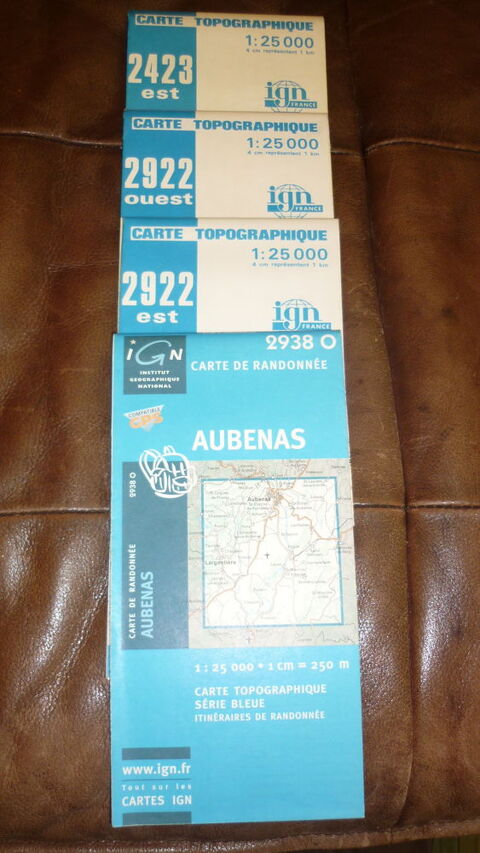 CARTE TOPOGRAPHIQUE
1:25 000
4 cm représentent 1 km
2423
est
ign
FRANCE
CARTE TOPOGRAPHIQUE
1:25 000
4 cm représentent 1 km
2922
ouest
ign
FRANCE
CARTE TOPOGRAPHIQUE
1:25 000
4 cm représentent 1 km
2922
est
ign
FRANCE
2938 O
IGN
INSTITUT
GEOGRAPHIQUE
NATIONAL
CARTE DE RANDONNÉE
COMPATIBLE
GPS
AUBENAS
2938 O
CARTE DE RANDONNÉE
AUBENAS
Aubenas
Largentière
1 : 25 000 • 1 cm = 250 m
CARTE TOPOGRAPHIQUE
SÉRIE BLEUE
ITINÉRAIRES DE RANDONNÉE
www.ign.fr
Tout sur les
CARTES IGN